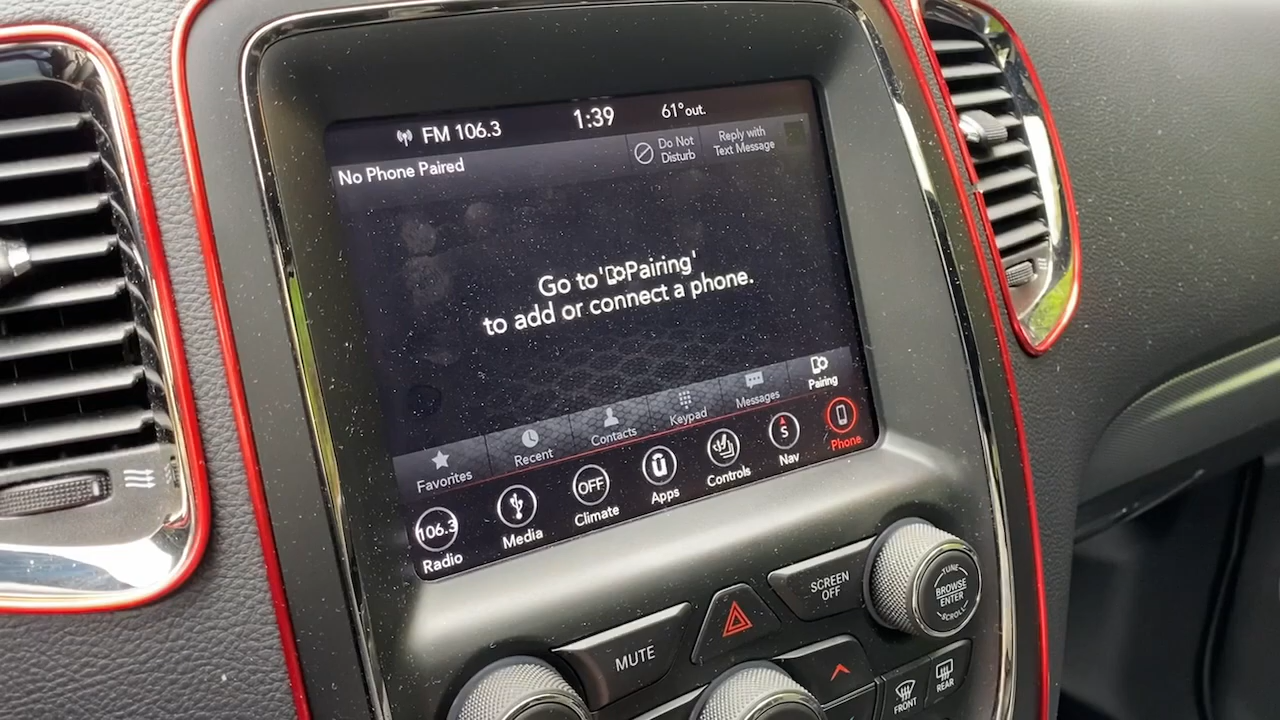 FM 106.3 1:39 61° out.
No Phone Paired
Do Not
Disturb
Reply with
Text Message
Go to 'Pairing'
to add or connect a phone.
Favorites Recent Contacts Keypad Messages Pairing
106.3 OFF S
Radio Media Climate Apps Controls Nav Phone
MUTE
SCREEN
OFF
TUNE
BROWSE
ENTER
SCROLL
FRONT REAR